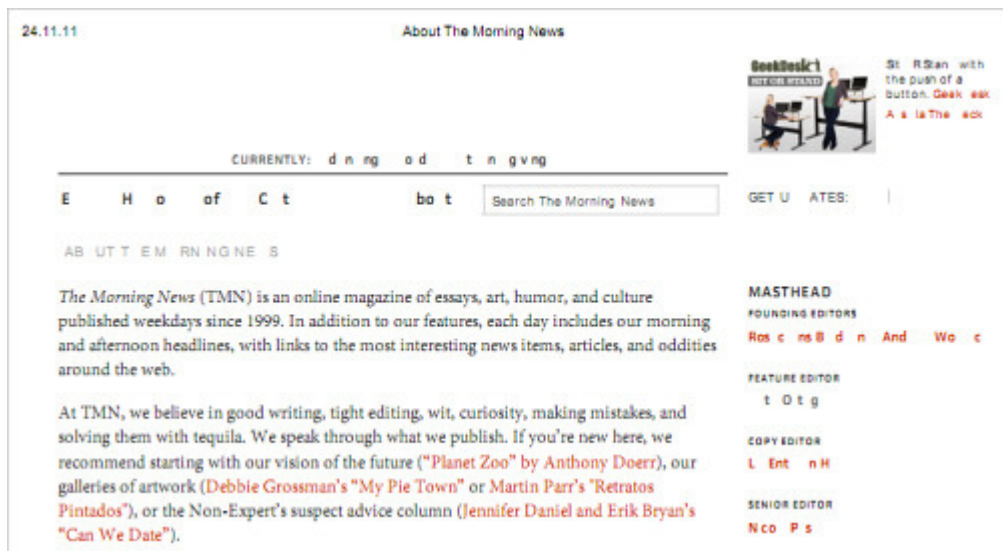 24.11.11
About The Morning News
GeekDesk
SIT OR STAND
with
the push of a
button.
CURRENTLY:
of
Search The Morning News
GET
The Morning News (TMN) is an online magazine of essays, art, humor, and culture
published weekdays since 1999. In addition to our features, each day includes our morning
and afternoon headlines, with links to the most interesting news items, articles, and oddities
around the web.
At TMN, we believe in good writing, tight editing, wit, curiosity, making mistakes, and
solving them with tequila. We speak through what we publish. If you're new here, we
recommend starting with our vision of the future (“Planet Zoo” by Anthony Doerr), our
galleries of artwork (Debbie Grossman's “My Pie Town” or Martin Parr's "Retratos
Pintados"), or the Non-Expert's suspect advice column (Jennifer Daniel and Erik Bryan's
“Can We Date”).
MASTHEAD
FOUNDING EDITORS
FEATURE EDITOR
COPY EDITOR
SENIOR EDITOR